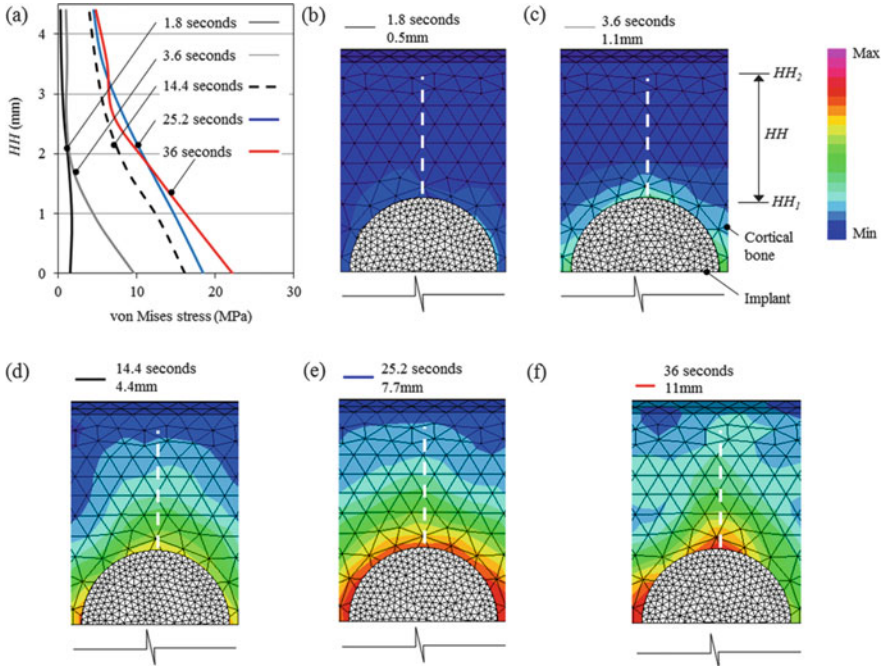 (a)
HH (mm)
4
3
2
1
0
0
10
20
30
von Mises stress (MPa)
1.8 seconds
3.6 seconds
14.4 seconds
25.2 seconds
36 seconds
(b)
1.8 seconds
0.5mm
(c)
3.6 seconds
1.1mm
HH2
HH
HH1
Cortical
bone
Implant
Max
Min
(d)
14.4 seconds
4.4mm
(e)
25.2 seconds
7.7mm
(f)
36 seconds
11mm